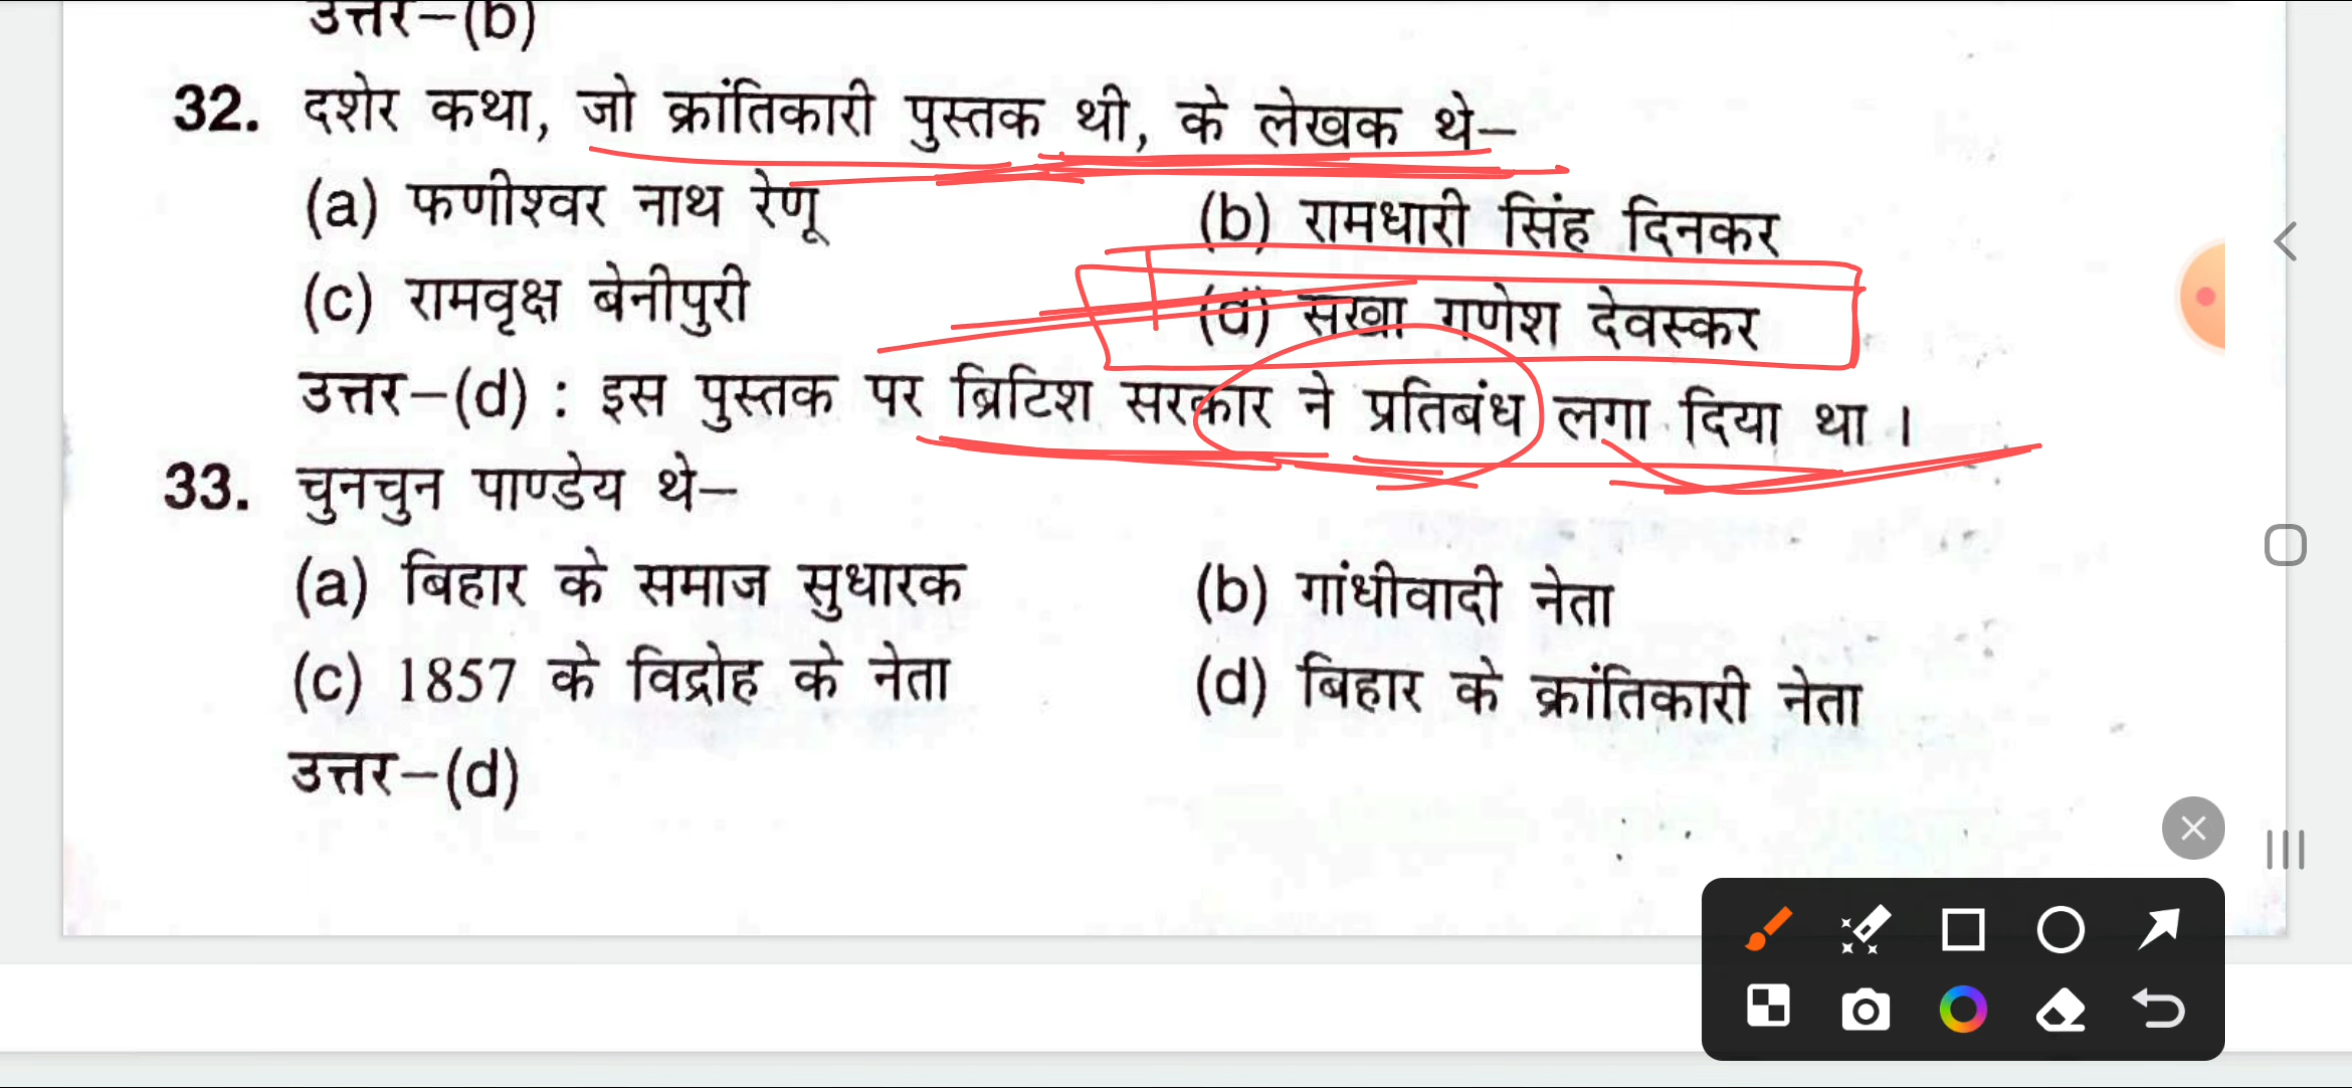 उत्तर–(b)
32. दशेर कथा, जो क्रांतिकारी पुस्तक थी, के लेखक थे–
(a) फणीश्वर नाथ रेणू (b) रामधारी सिंह दिनकर
(c) रामवृक्ष बेनीपुरी (d) सखा गणेश देवस्कर
उत्तर–(d) : इस पुस्तक पर ब्रिटिश सरकार ने प्रतिबंध लगा दिया था ।
33. चुनचुन पाण्डेय थे–
(a) बिहार के समाज सुधारक (b) गांधीवादी नेता
(c) 1857 के विद्रोह के नेता (d) बिहार के क्रांतिकारी नेता
उत्तर–(d)